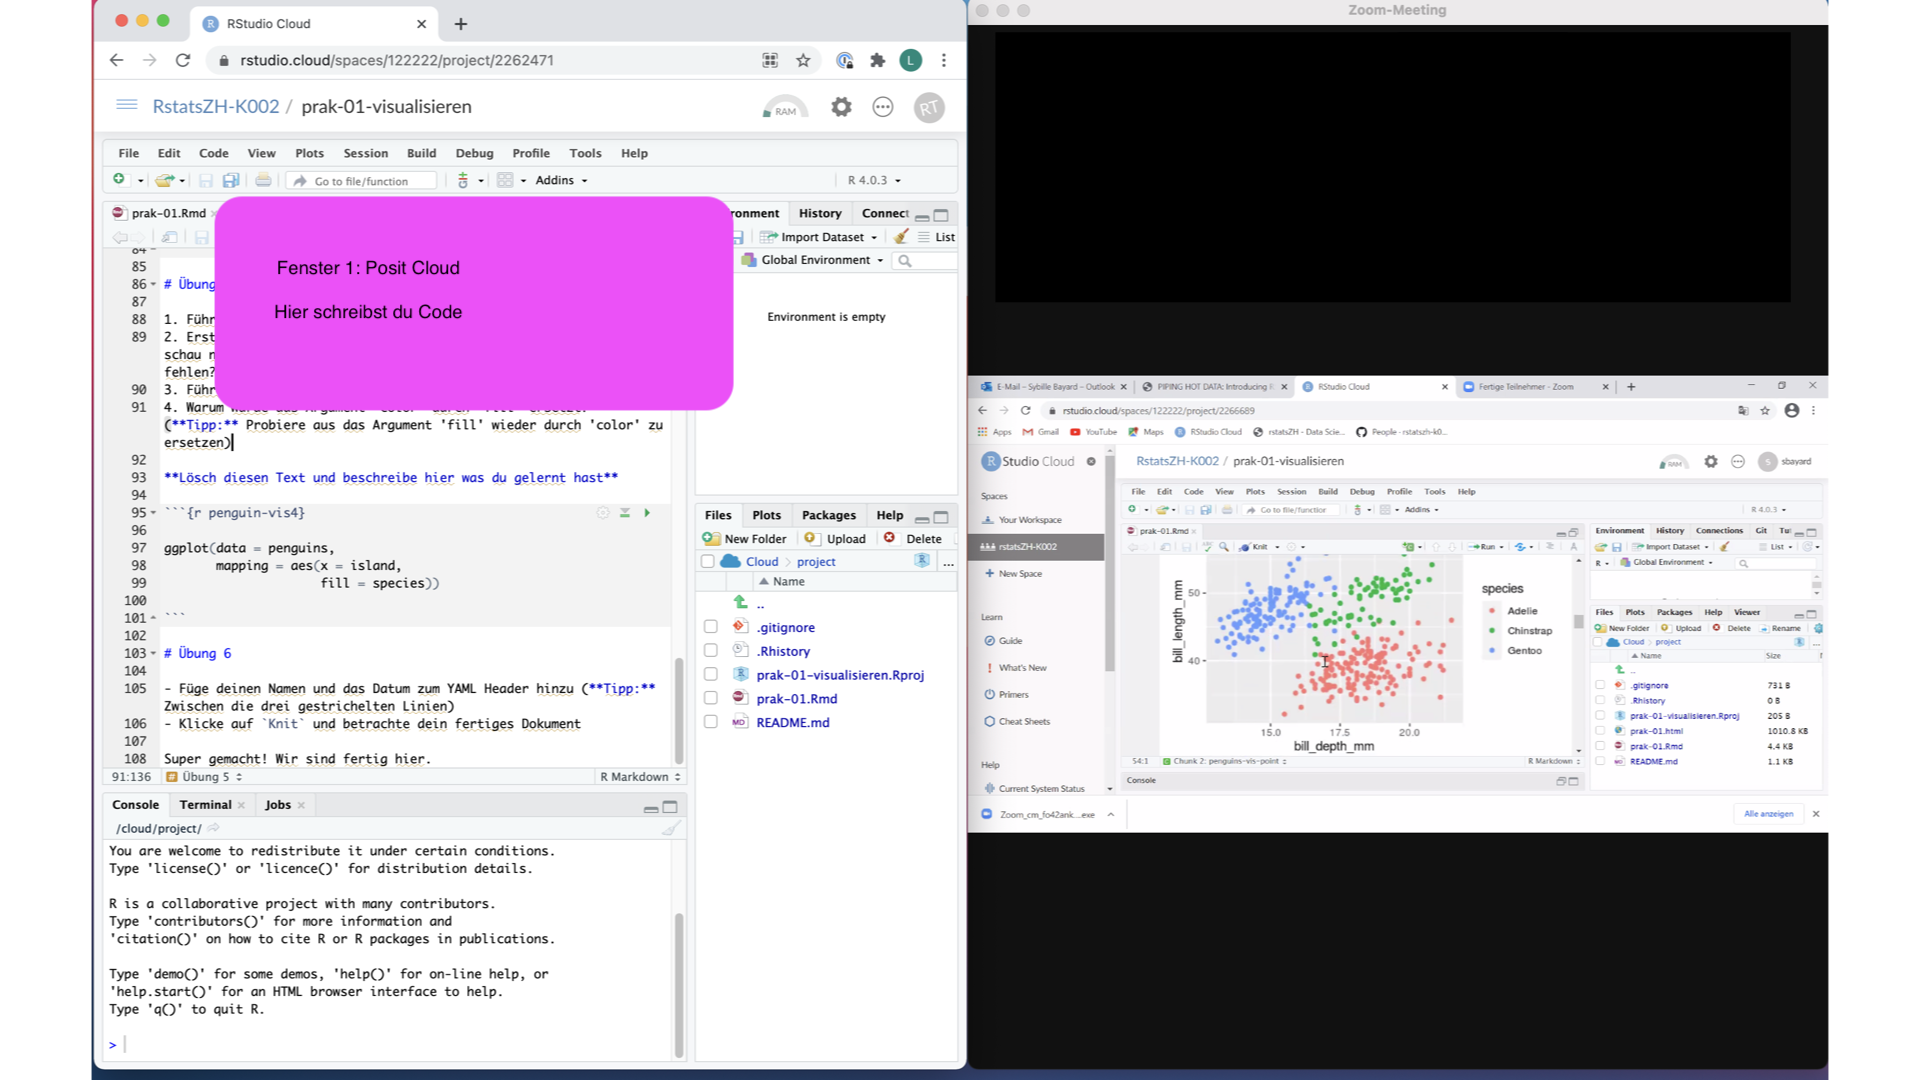 RStudio Cloud
rstudio.cloud/spaces/122222/project/2262471
L
RstatsZH-K002 / prak-01-visualisieren
RAM
RT
File Edit Code View Plots Session Build Debug Profile Tools Help
Go to file/function
Addins
R 4.0.3
prak-01.Rmd
Fenster 1: Posit Cloud
Hier schreibst du Code
84
85
86 # Übung
87
88 1. Führ
89 2. Erst
schau
fehlen?
90 3. Führ
91 4. Warum
(**Tipp:** Probiere aus das Argument 'fill' wieder durch 'color' zu
ersetzen)
92
93 **Lösch diesen Text und beschreibe hier was du gelernt hast**
94
95 ```{r penguin-vis4}
96
97 ggplot(data = penguins,
98 mapping = aes(x = island,
99 fill = species))
100
101 ```
102
103 # Übung 6
104
105 - Füge deinen Namen und das Datum zum YAML Header hinzu (**Tipp:**
Zwischen die drei gestrichelten Linien)
106 - Klicke auf `Knit` und betrachte dein fertiges Dokument
107
108 Super gemacht! Wir sind fertig hier.
91:136 Übung 5 R Markdown
Console Terminal Jobs
/cloud/project/
You are welcome to redistribute it under certain conditions.
Type 'license()' or 'licence()' for distribution details.
R is a collaborative project with many contributors.
Type 'contributors()' for more information and
'citation()' on how to cite R or R packages in publications.
Type 'demo()' for some demos, 'help()' for on-line help, or
'help.start()' for an HTML browser interface to help.
Type 'q()' to quit R.
>
ronment History Connect
Import Dataset List
Global Environment
Environment is empty
Files Plots Packages Help
New Folder Upload Delete
Cloud > project ...
Name
..
.gitignore
.Rhistory
prak-01-visualisieren.Rproj
prak-01.Rmd
README.md
Zoom-Meeting
E-Mail – Sybille Bayard – Outlook PIPING HOT DATA: Introducing RStudio Cloud Fertige Teilnehmer - Zoom
rstudio.cloud/spaces/122222/project/2266689
Apps Gmail YouTube Maps RStudio Cloud rstatsZH - Data Scie... People · rstatszh-k0...
R Studio Cloud
RstatsZH-K002 / prak-01-visualisieren
RAM
S sbayard
Spaces
Your Workspace
rstatsZH-K002
New Space
Learn
Guide
What's New
Primers
Cheat Sheets
Help
Current System Status
File Edit Code View Plots Session Build Debug Profile Tools Help
Go to file/function
Addins
R 4.0.3
prak-01.Rmd
Knit
Run
bill_length_mm
50
40
15.0 17.5 20.0
bill_depth_mm
species
Adelie
Chinstrap
Gentoo
54:1 Chunk 2: penguins-vis-point R Markdown
Console
Environment History Connections Git Tu
Import Dataset List
R Global Environment
Files Plots Packages Help Viewer
New Folder Upload Delete Rename
Cloud > project ...
Name Size
..
.gitignore 731 B
.Rhistory 0 B
prak-01-visualisieren.Rproj 205 B
prak-01.html 1010.8 KB
prak-01.Rmd 4.4 KB
README.md 1.1 KB
Zoom_cm_fo42ank....exe
Alle anzeigen